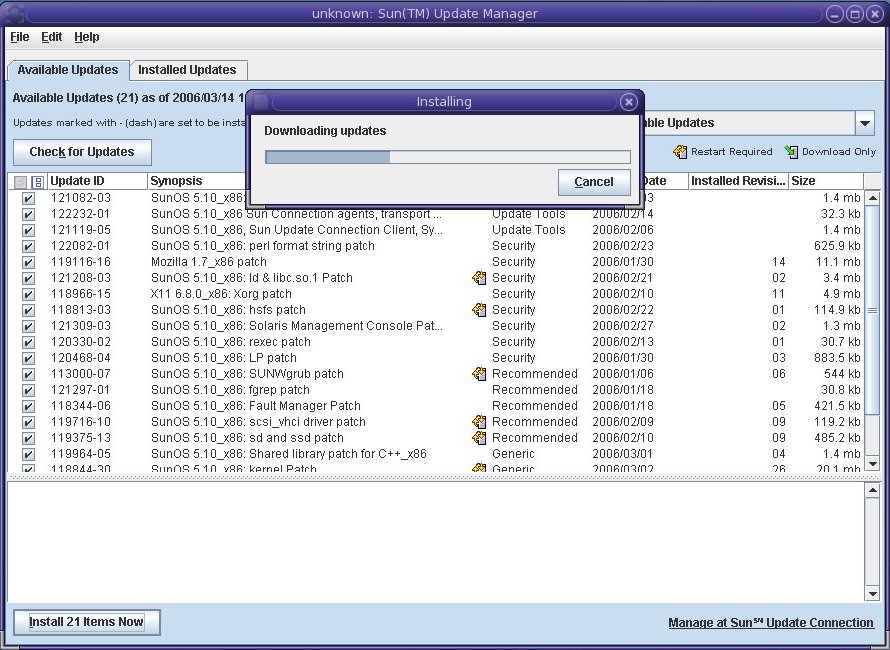 unknown: Sun(TM) Update Manager
File Edit Help
Available Updates Installed Updates
Available Updates (21) as of 2006/03/14 1
Updates marked with - (dash) are set to be
Check for Updates
Updates
Restart Required Download Only
Installing
Downloading updates
Cancel
Update ID Synopsis Date Installed Revisi... Size
121082-03 SunOS 5.10_x86: 03 1.4 mb
122232-01 SunOS 5.10_x86 Sun Connection agents, transport ... Update Tools 2006/02/14 32.3 kb
121119-05 SunOS 5.10_x86, Sun Update Connection Client, Sy... Update Tools 2006/02/06 1.4 mb
122082-01 SunOS 5.10_x86: perl format string patch Security 2006/02/23 625.9 kb
119116-16 Mozilla 1.7_x86 patch Security 2006/01/30 14 11.1 mb
121208-03 SunOS 5.10_x86: ld & libc.so.1 Patch Security 2006/02/21 02 3.4 mb
118966-15 X11 6.8.0_x86: Xorg patch Security 2006/02/10 11 4.9 mb
118813-03 SunOS 5.10_x86: hsfs patch Security 2006/02/22 01 114.9 kb
121309-03 SunOS 5.10_x86: Solaris Management Console Pat... Security 2006/02/27 02 1.3 mb
120330-02 SunOS 5.10_x86: rexec patch Security 2006/02/13 01 30.7 kb
120468-04 SunOS 5.10_x86: LP patch Security 2006/01/30 03 883.5 kb
113000-07 SunOS 5.10_x86: SUNWgrub patch Recommended 2006/01/06 06 544 kb
121297-01 SunOS 5.10_x86: fgrep patch Recommended 2006/01/18 30.8 kb
118344-06 SunOS 5.10_x86: Fault Manager Patch Recommended 2006/01/18 05 421.5 kb
119716-10 SunOS 5.10_x86: scsi_vhci driver patch Recommended 2006/02/09 09 119.2 kb
119375-13 SunOS 5.10_x86: sd and ssd patch Recommended 2006/02/10 09 485.2 kb
119964-05 SunOS 5.10_x86: Shared library patch for C++_x86 Generic 2006/03/01 04 1.4 mb
118844-30 SunOS 5.10_x86: kernel Patch Generic 2006/03/02 26 20.1 mb
Install 21 Items Now
Manage at Sun℠ Update Connection